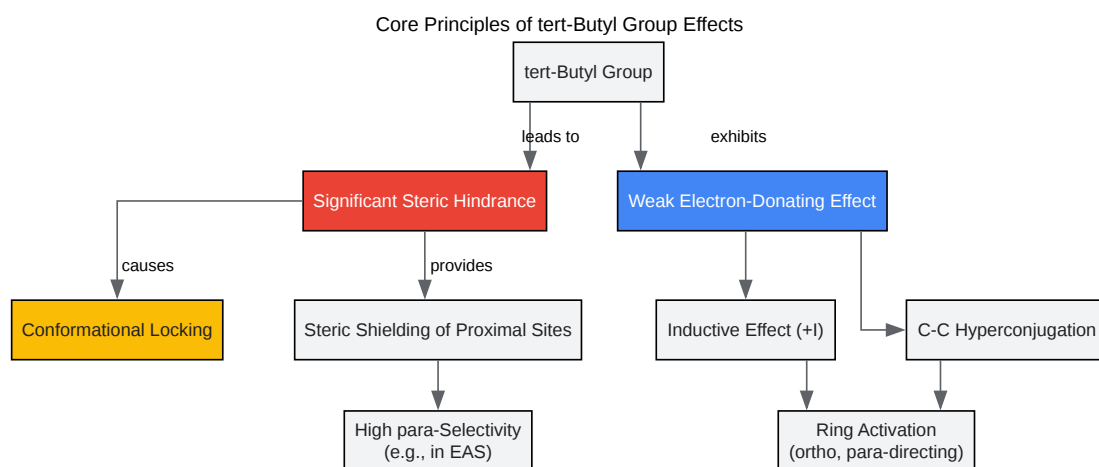 Core Principles of tert-Butyl Group Effects
tert-Butyl Group
leads to
exhibits
Significant Steric Hindrance
Weak Electron-Donating Effect
causes
provides
Conformational Locking
Steric Shielding of Proximal Sites
Inductive Effect (+I)
C-C Hyperconjugation
High para-Selectivity
(e.g., in EAS)
Ring Activation
(ortho, para-directing)